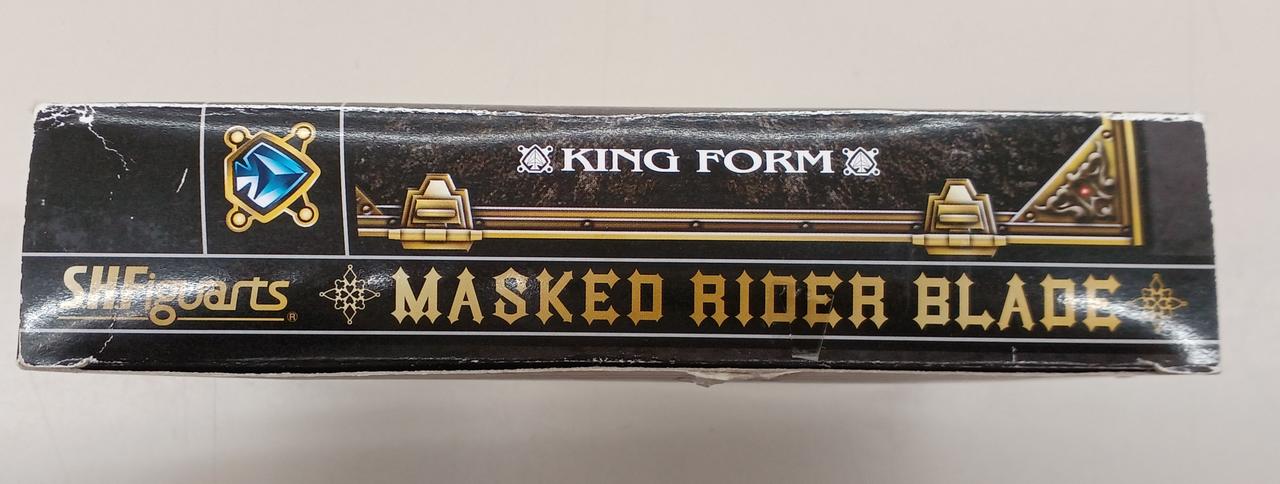 KING FORM
S.H.Figuarts® MASKED RIDER BLADE